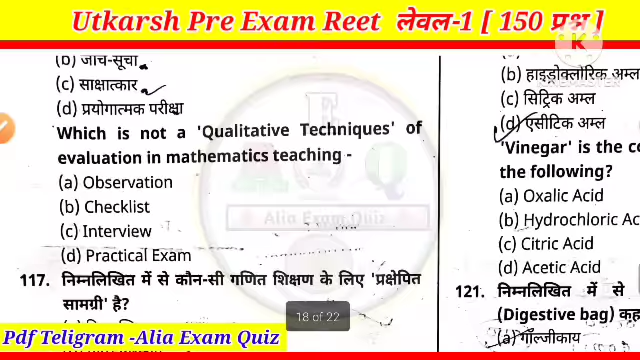 Utkarsh Pre Exam Reet लेवल-1 [ 150 प्रश्न ]
(b) जांच-सूचा
(c) साक्षात्कार
(d) प्रयोगात्मक परीक्षा
Which is not a 'Qualitative Techniques' of
evaluation in mathematics teaching -
(a) Observation
(b) Checklist
(c) Interview
(d) Practical Exam
117. निम्नलिखित में से कौन-सी गणित शिक्षण के लिए 'प्रक्षेपित
सामग्री' है?
(b) हाइड्रोक्लोरिक अम्ल
(c) सिट्रिक अम्ल
(d) एसीटिक अम्ल
'Vinegar' is the c
the following?
(a) Oxalic Acid
(b) Hydrochloric Ac
(c) Citric Acid
(d) Acetic Acid
121. निम्नलिखित में से
(Digestive bag) कह
(a) गॉल्जीकाय
Alia Exam Quiz
18 of 22
Pdf Teligram -Alia Exam Quiz